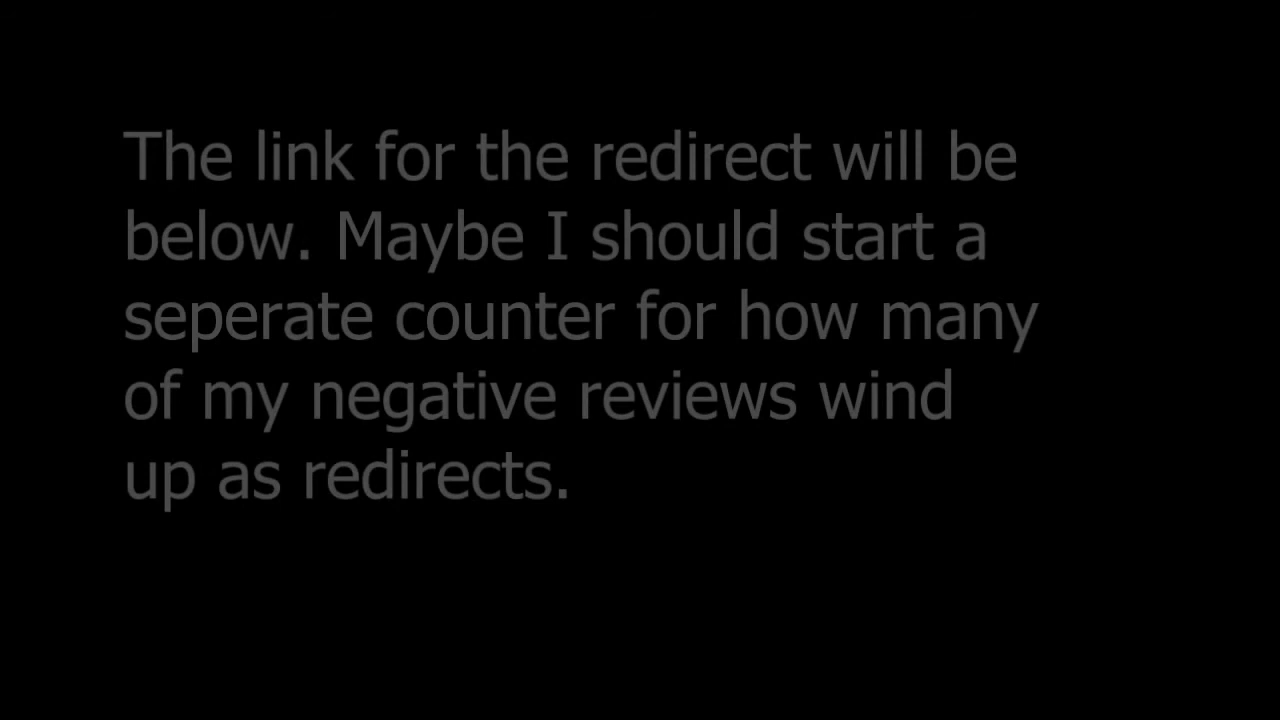 The link for the redirect will be
below. Maybe I should start a
seperate counter for how many
of my negative reviews wind
up as redirects.